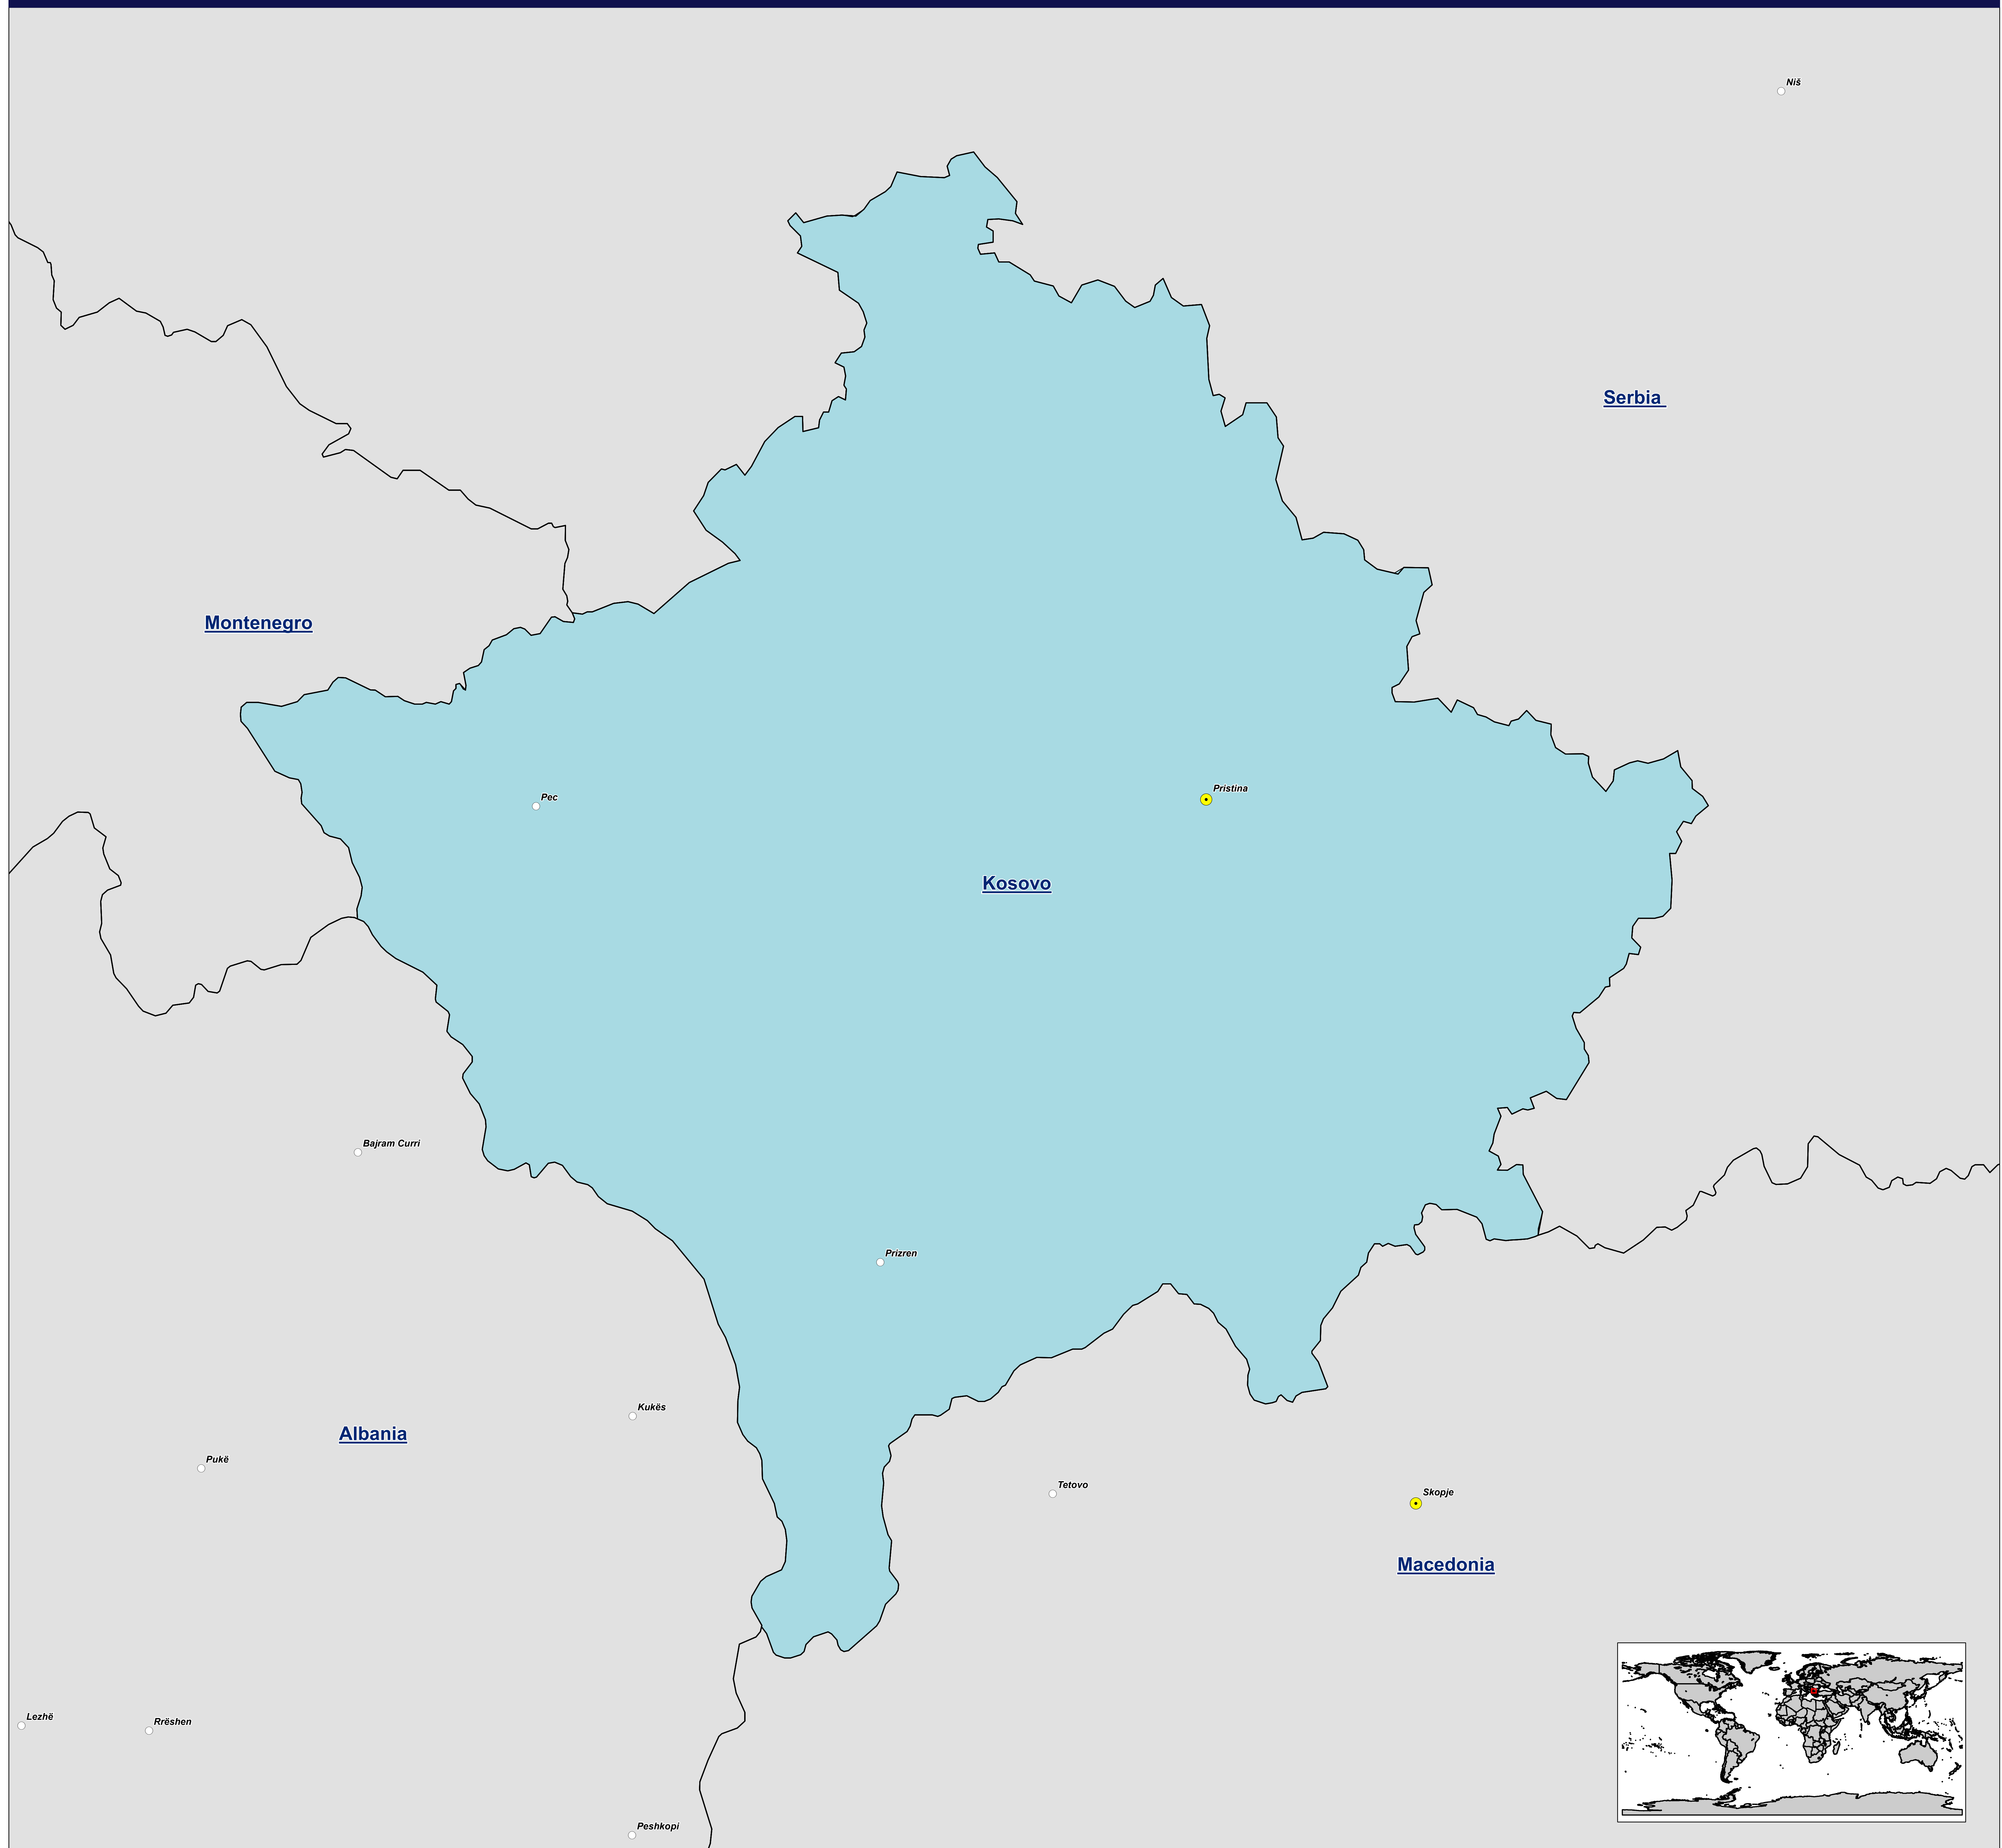 Niš
Serbia
Montenegro
Pec
Pristina
Kosovo
Bajram Curri
Prizren
Kukës
Albania
Pukë
Tetovo
Skopje
Macedonia
Lezhë
Rrëshen
Peshkopi